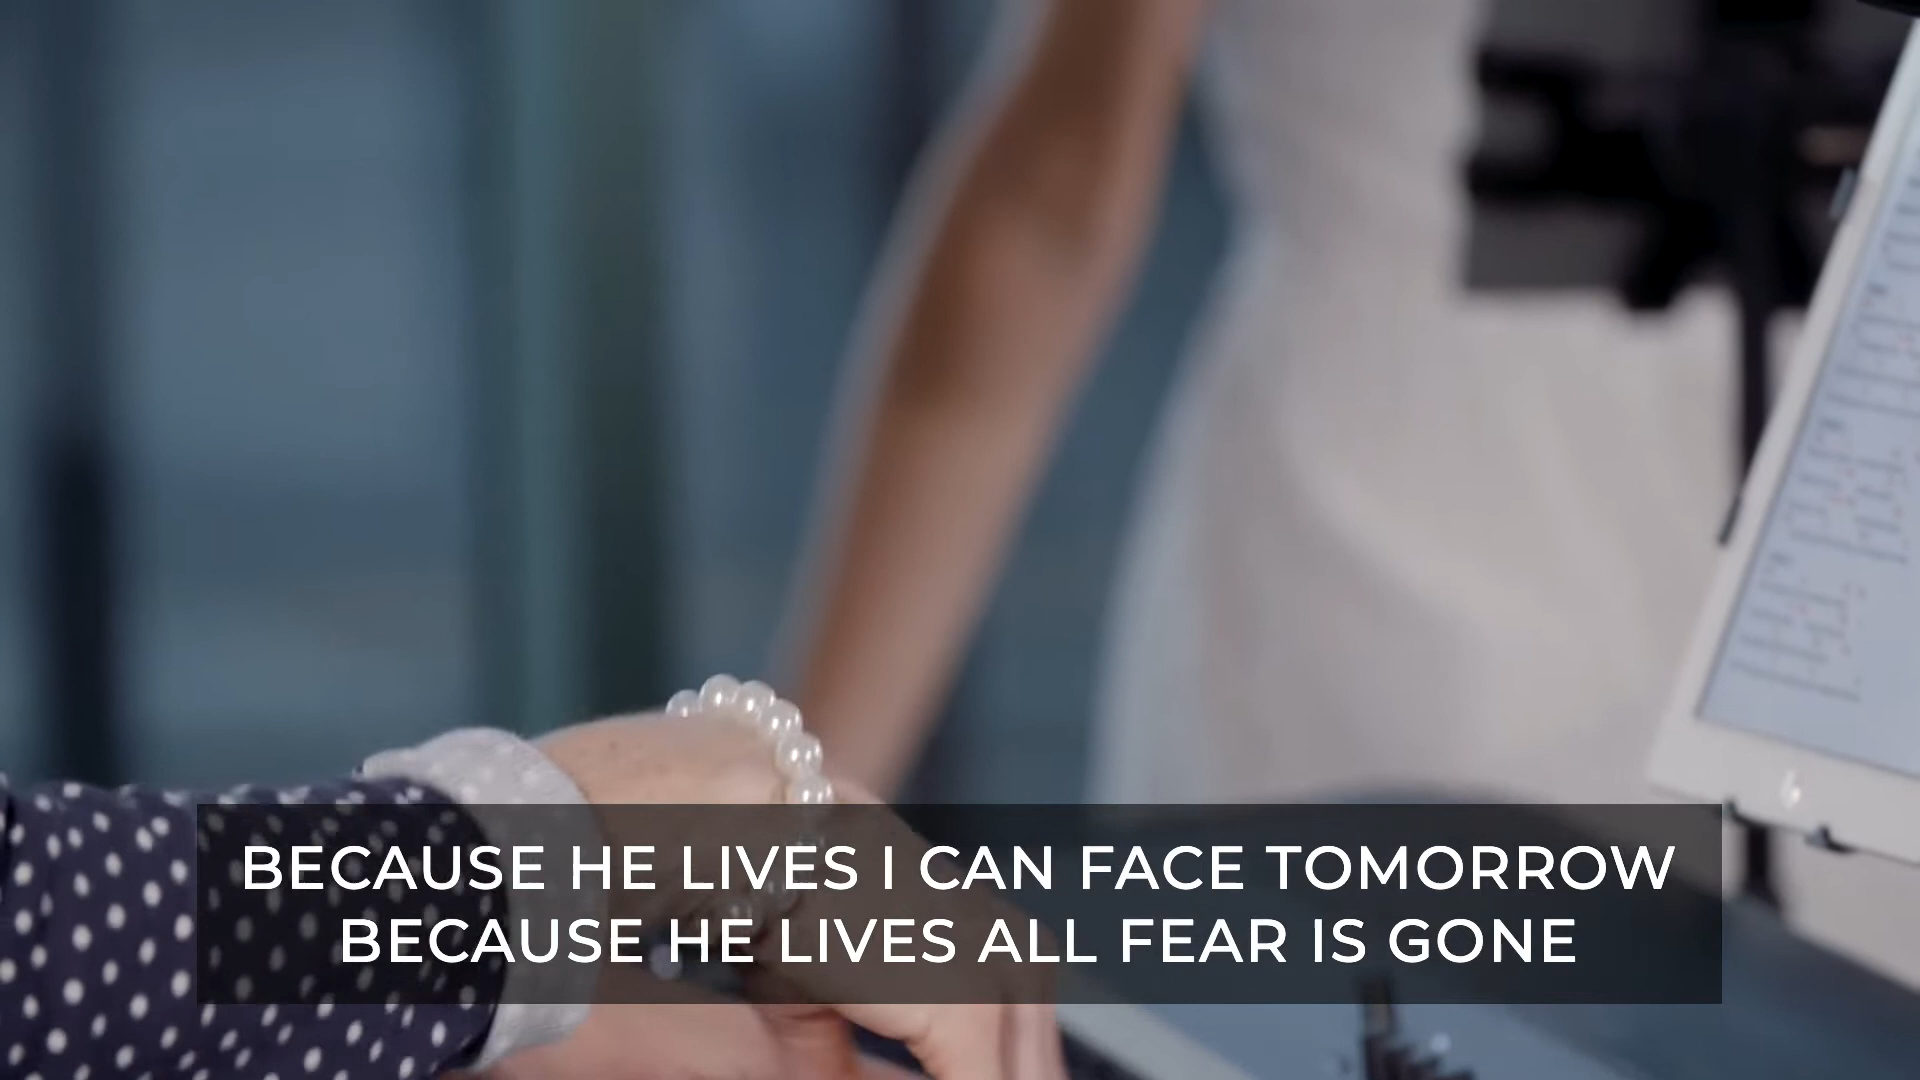 BECAUSE HE LIVES I CAN FACE TOMORROW
BECAUSE HE LIVES ALL FEAR IS GONE